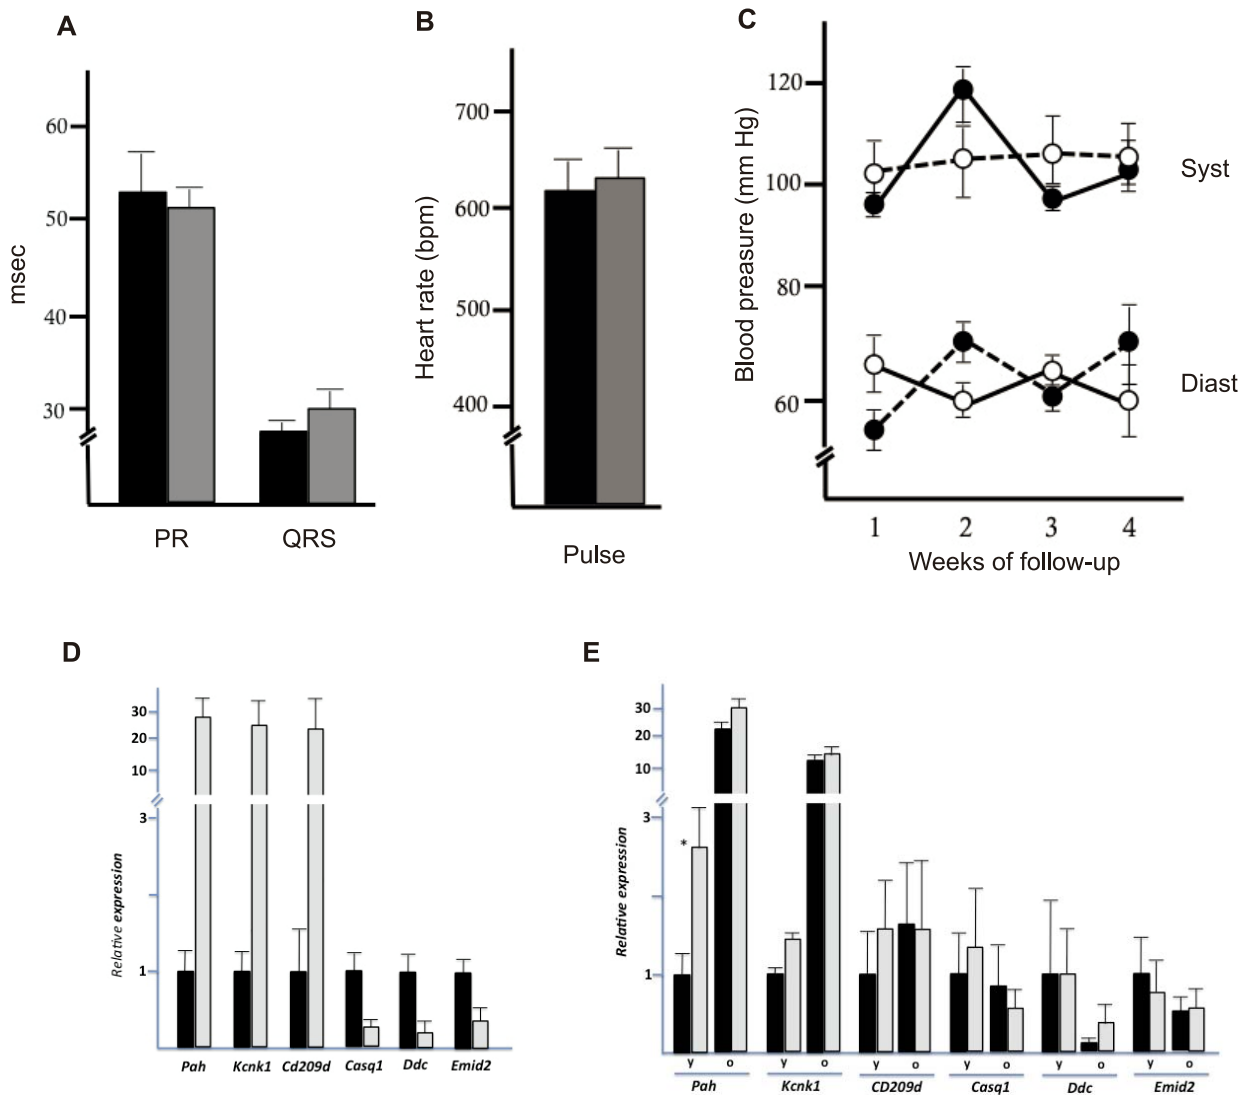 A
60
50
40
30
msec
PR QRS
B
700
600
500
400
Heart rate (bpm)
Pulse
C
120
100
80
60
Blood preasure (mm Hg)
Syst
Diast
1 2 3 4
Weeks of follow-up
D
30
20
10
3
1
Relative expression
Pah Kcnk1 Cd209d Casq1 Ddc Emid2
E
30
20
10
3
1
Relative expression
*
y o y o y o y o y o y o
Pah Kcnk1 CD209d Casq1 Ddc Emid2